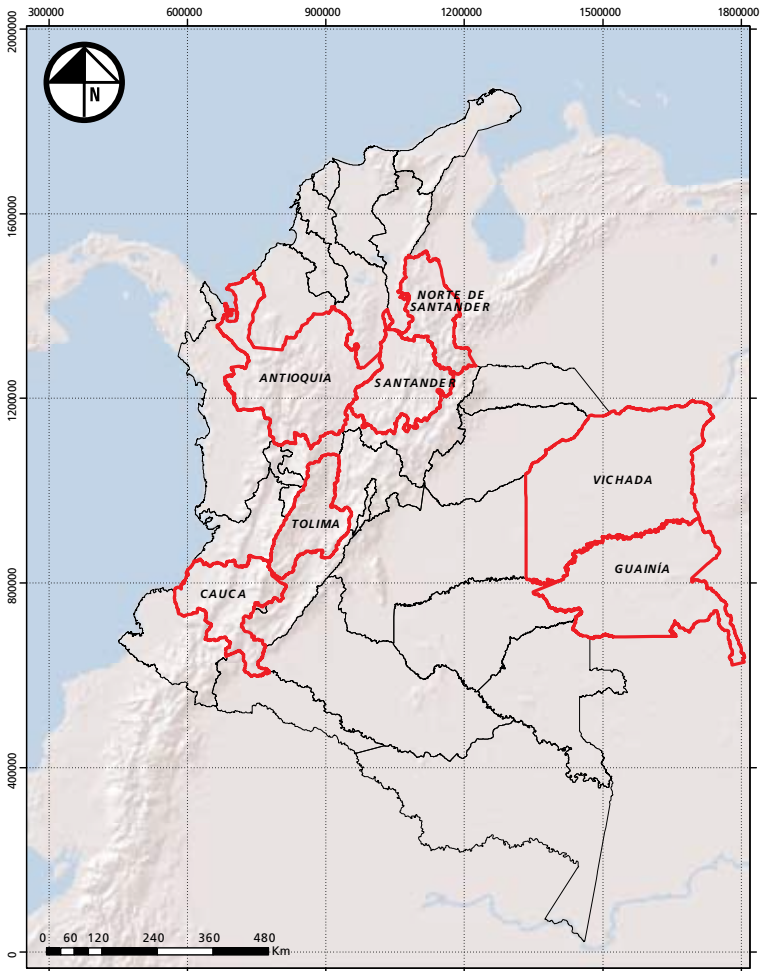 300000 600000 900000 1200000 1500000 1800000
2000000
1600000
1200000
800000
400000
0
N
NORTE DE
SANTANDER
ANTIOQUIA
SANTANDER
VICHADA
TOLIMA
GUAINÍA
CAUCA
0 60 120 240 360 480
Km